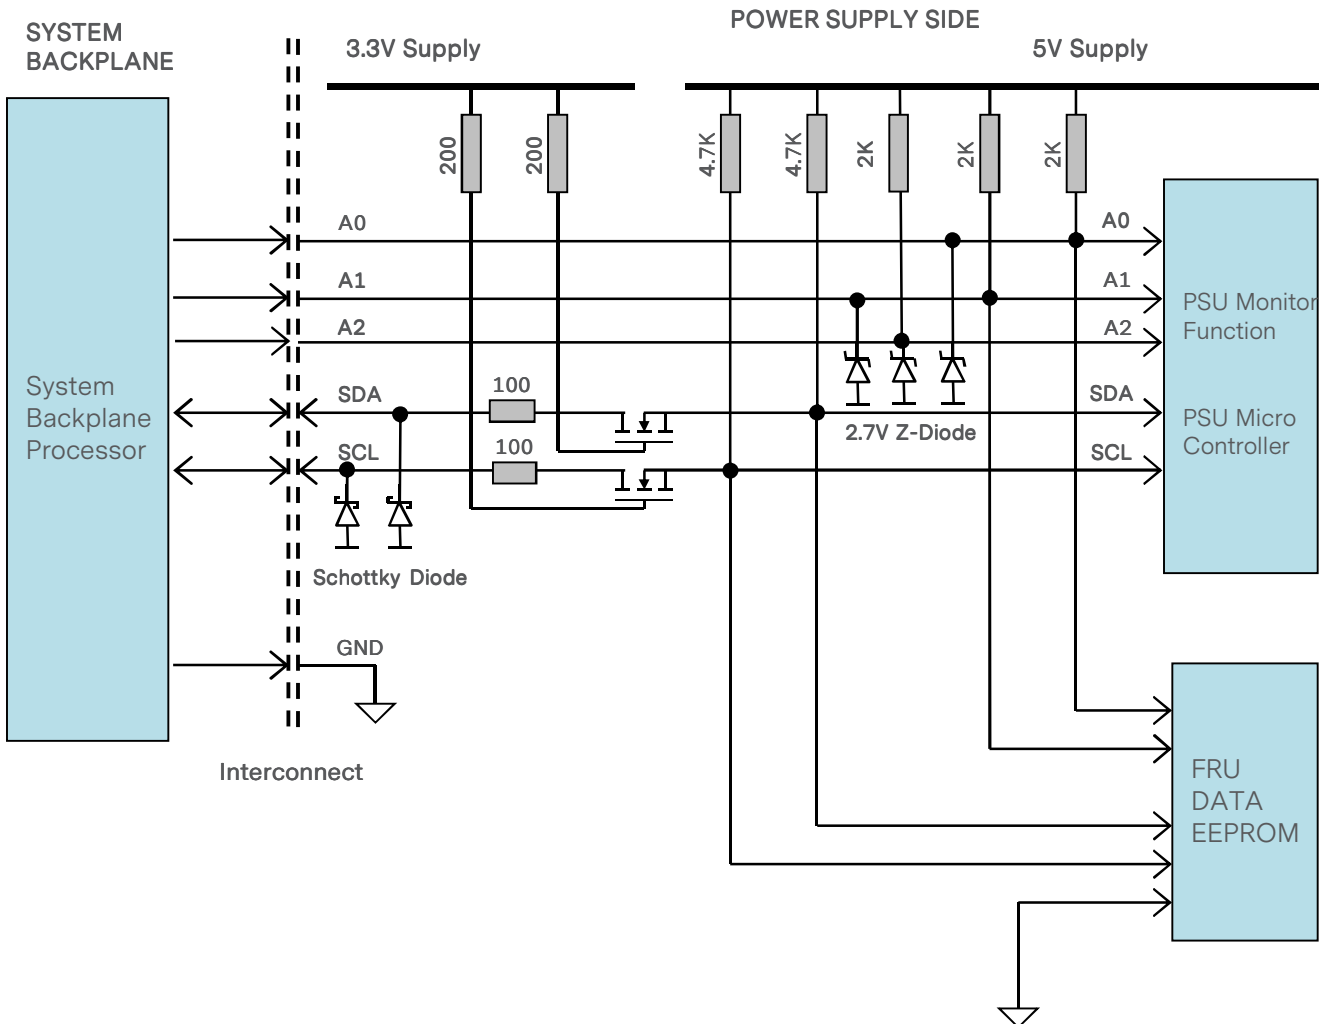 POWER SUPPLY SIDE
SYSTEM
BACKPLANE
3.3V Supply
5V Supply
200
200
4.7K
4.7K
2K
2K
2K
A0
A0
A1
A1
A2
A2
PSU Monitor
Function
System
Backplane
Processor
SDA
100
SDA
PSU Micro
Controller
2.7V Z-Diode
SCL
100
SCL
Schottky Diode
GND
Interconnect
FRU
DATA
EEPROM